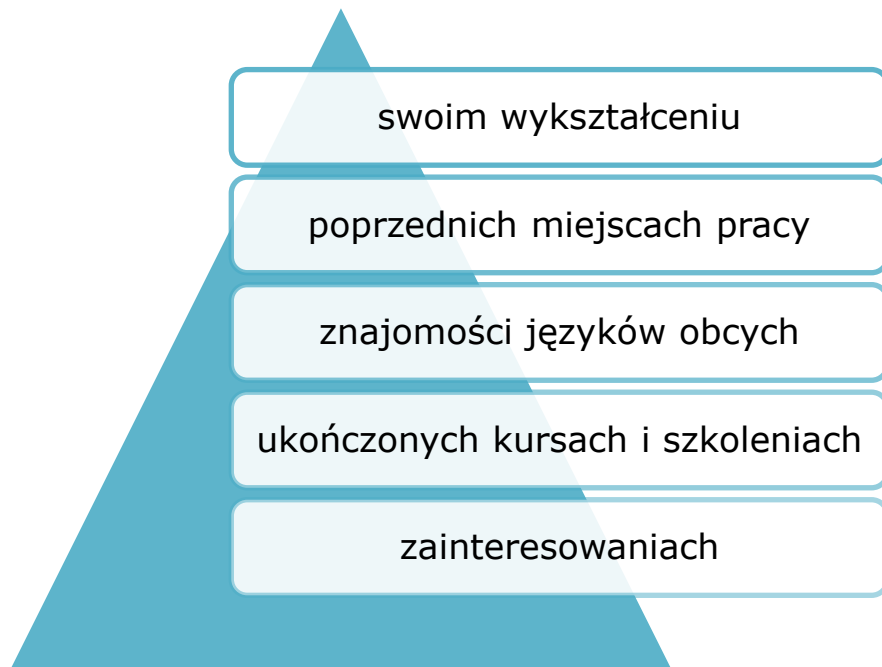 swoim wykształceniu
poprzednich miejscach pracy
znajomości języków obcych
ukończonych kursach i szkoleniach
zainteresowaniach